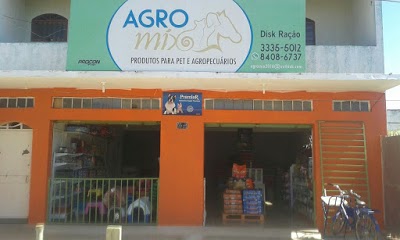 AGRO
mix
Disk Ração
3335-5012
8408-6737
PRODUTOS PARA PET E AGROPECUÁRIOS